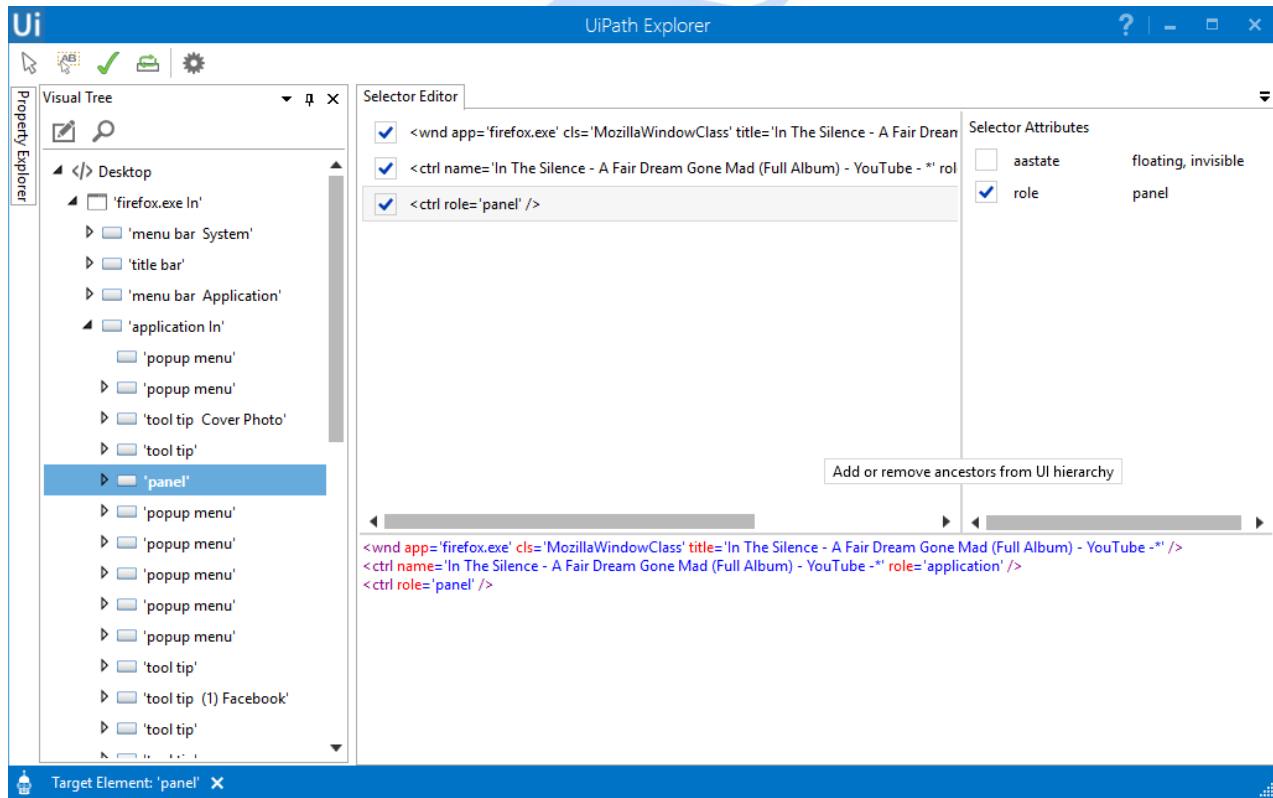 Ui
UiPath Explorer
?
AB
Property Explorer
Visual Tree
</> Desktop
'firefox.exe In'
'menu bar System'
'title bar'
'menu bar Application'
'application In'
'popup menu'
'popup menu'
'tool tip Cover Photo'
'tool tip'
'panel'
'popup menu'
'popup menu'
'popup menu'
'popup menu'
'popup menu'
'tool tip'
'tool tip (1) Facebook'
'tool tip'
Selector Editor
<wnd app='firefox.exe' cls='MozillaWindowClass' title='In The Silence - A Fair Dream
<ctrl name='In The Silence - A Fair Dream Gone Mad (Full Album) - YouTube - *' rol
<ctrl role='panel' />
Selector Attributes
aastate floating, invisible
role panel
Add or remove ancestors from UI hierarchy
<wnd app='firefox.exe' cls='MozillaWindowClass' title='In The Silence - A Fair Dream Gone Mad (Full Album) - YouTube -*' />
<ctrl name='In The Silence - A Fair Dream Gone Mad (Full Album) - YouTube -*' role='application' />
<ctrl role='panel' />
Target Element: 'panel'